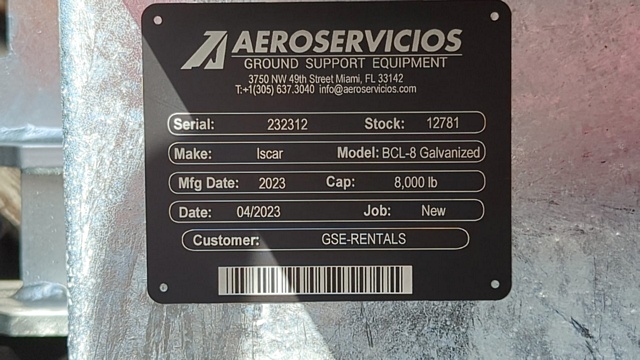 AEROSERVICIOS
GROUND SUPPORT EQUIPMENT
3750 NW 49th Street Miami, FL 33142
T:+1(305) 637.3040 info@aeroservicios.com
Serial: 232312 Stock: 12781
Make: Iscar Model: BCL-8 Galvanized
Mfg Date: 2023 Cap: 8,000 lb
Date: 04/2023 Job: New
Customer: GSE-RENTALS